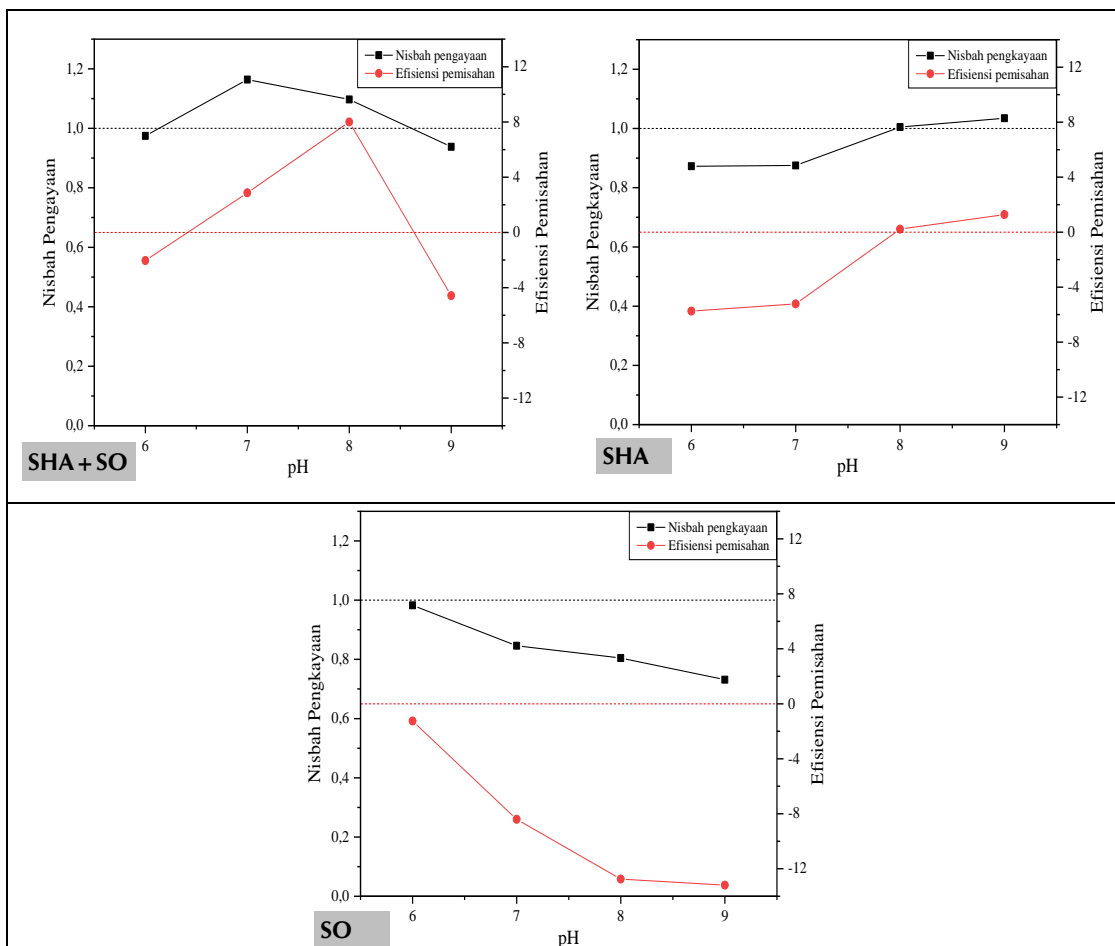 Nisbah pengayaan
Efisiensi pemisahan
1,2
1,0
0,8
0,6
0,4
0,2
0,0
Nisbah Pengayaan
12
8
4
0
-4
-8
-12
Efisiensi Pemisahan
6 7 8 9
pH
SHA + SO
Nisbah pengkayaan
Efisiensi pemisahan
1,2
1,0
0,8
0,6
0,4
0,2
0,0
Nisbah Pengkayaan
12
8
4
0
-4
-8
-12
Efisiensi Pemisahan
6 7 8 9
pH
SHA
Nisbah pengkayaan
Efisiensi pemisahan
1,2
1,0
0,8
0,6
0,4
0,2
0,0
Nisbah Pengkayaan
12
8
4
0
-4
-8
-12
Efisiensi Pemisahan
6 7 8 9
pH
SO